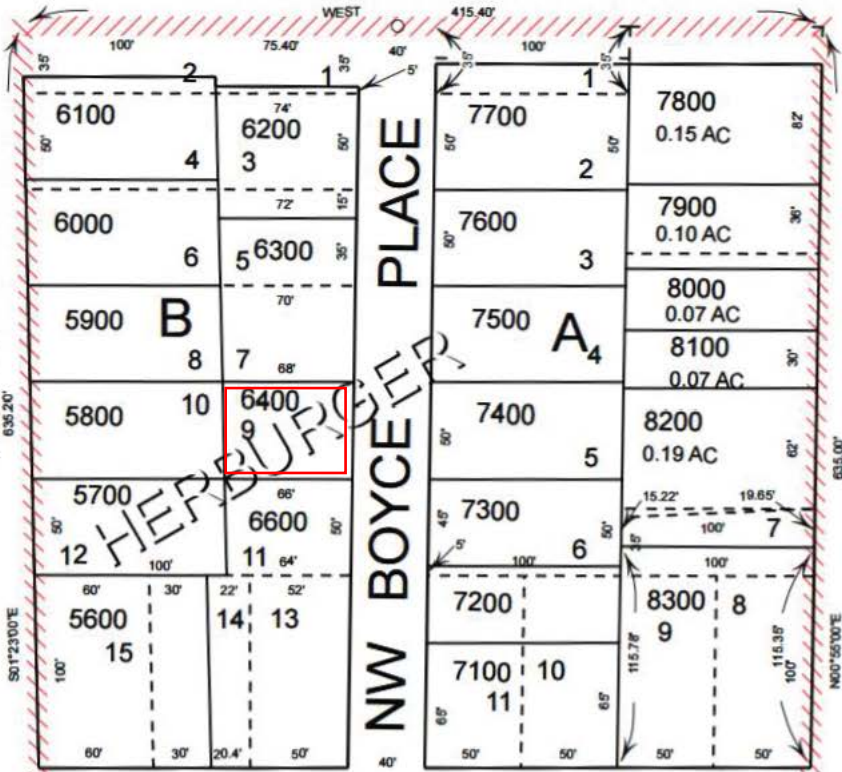 WEST 415.40'
100' 75.40' 40' 100'
35' 2 1 35' 5' 35' 1 35'
6100 74' 7700 7800
6200 0.15 AC 82'
50' 4 3 50' 50' 2 50'
72' 15' 7900 36'
6000 7600 0.10 AC
6 5 6300 35' 50' 3
70' 8000
5900 B 7500 A 4 0.07 AC
8 7 68' 8100 30'
0.07 AC
5800 10 6400 7400 8200
9 50' 5 0.19 AC 62'
HERBURGER
NW BOYCE PLACE
635.20' 635.00'
5700 66' 15.22' 19.65'
50' 6600 50' 7300 45' 50' 100' 7
12 100' 11 64' 5' 100' 6 35' 100'
60' 30' 22' 52' 7200 8300 8
5600 14 13 9
15 7100 10 115.78' 115.35'
100' 11 65' 65' 100'
S01°23'00"E N00°55'00"E
60' 30' 20.4' 50' 40' 50' 50' 50' 50'